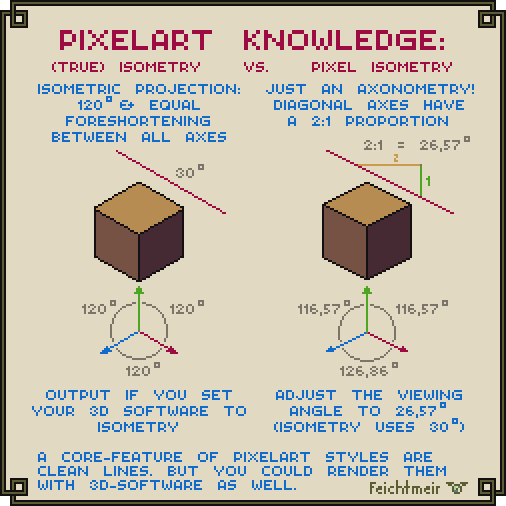 PIXELART KNOWLEDGE:
(TRUE) ISOMETRY VS. PIXEL ISOMETRY
ISOMETRIC PROJECTION:
120° & EQUAL
FORESHORTENING
BETWEEN ALL AXES
JUST AN AXONOMETRY!
DIAGONAL AXES HAVE
A 2:1 PROPORTION
30°
2:1 = 26,57°
2
1
120° 120°
120°
116,57° 116,57°
126,86°
OUTPUT IF YOU SET
YOUR 3D SOFTWARE TO
ISOMETRY
ADJUST THE VIEWING
ANGLE TO 26,57°
(ISOMETRY USES 30°)
A CORE-FEATURE OF PIXELART STYLES ARE
CLEAN LINES. BUT YOU COULD RENDER THEM
WITH 3D-SOFTWARE AS WELL.
Feichtmeir